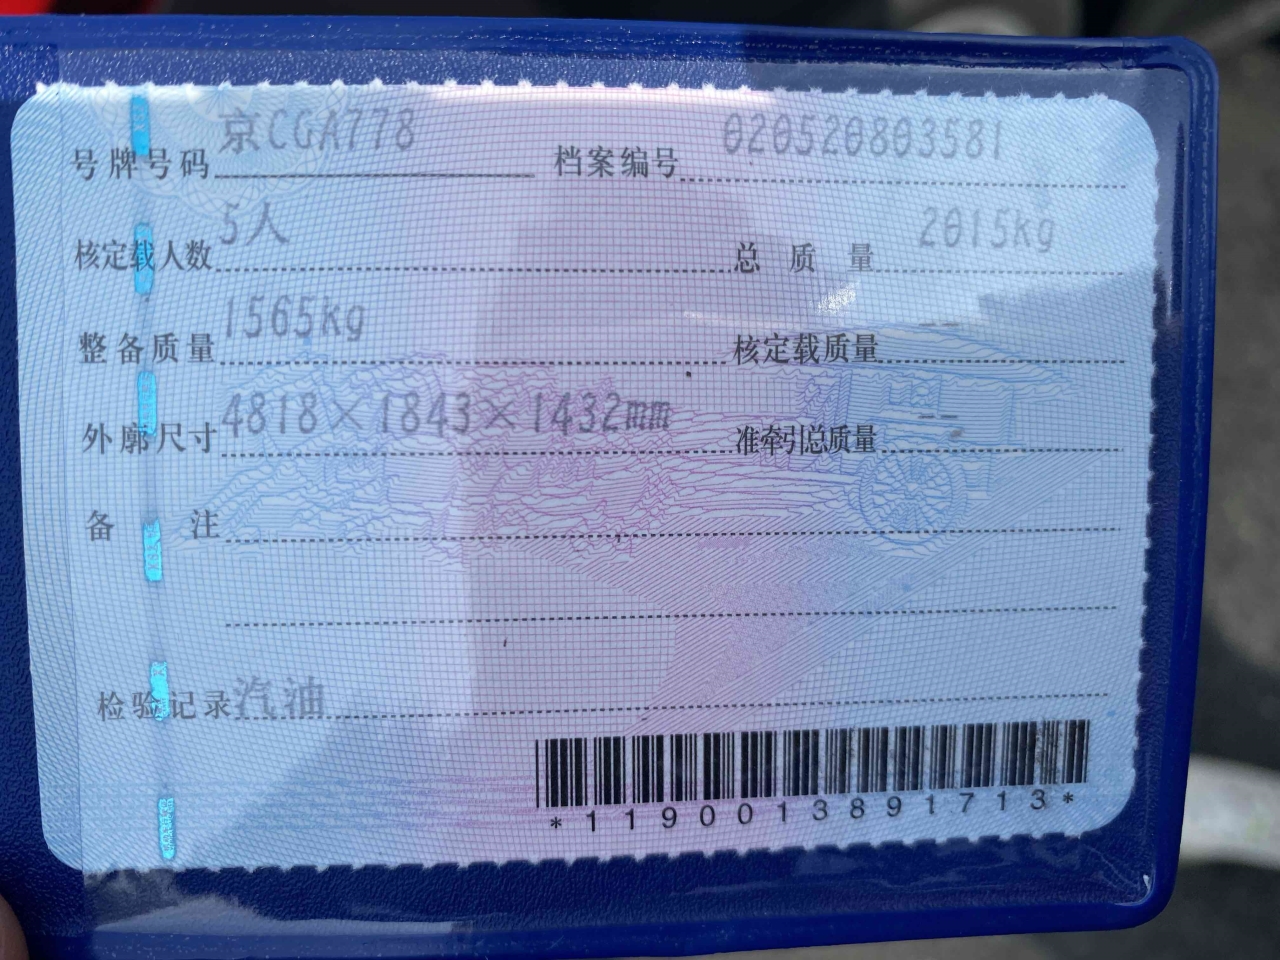 号牌号码 京CGA778 档案编号 020520803581
核定载人数 5人 总质量 2015kg
整备质量 1565kg 核定载质量 --
外廓尺寸 4818×1843×1432mm 准牵引总质量 --
备注
检验记录 汽油
*1190013891713*